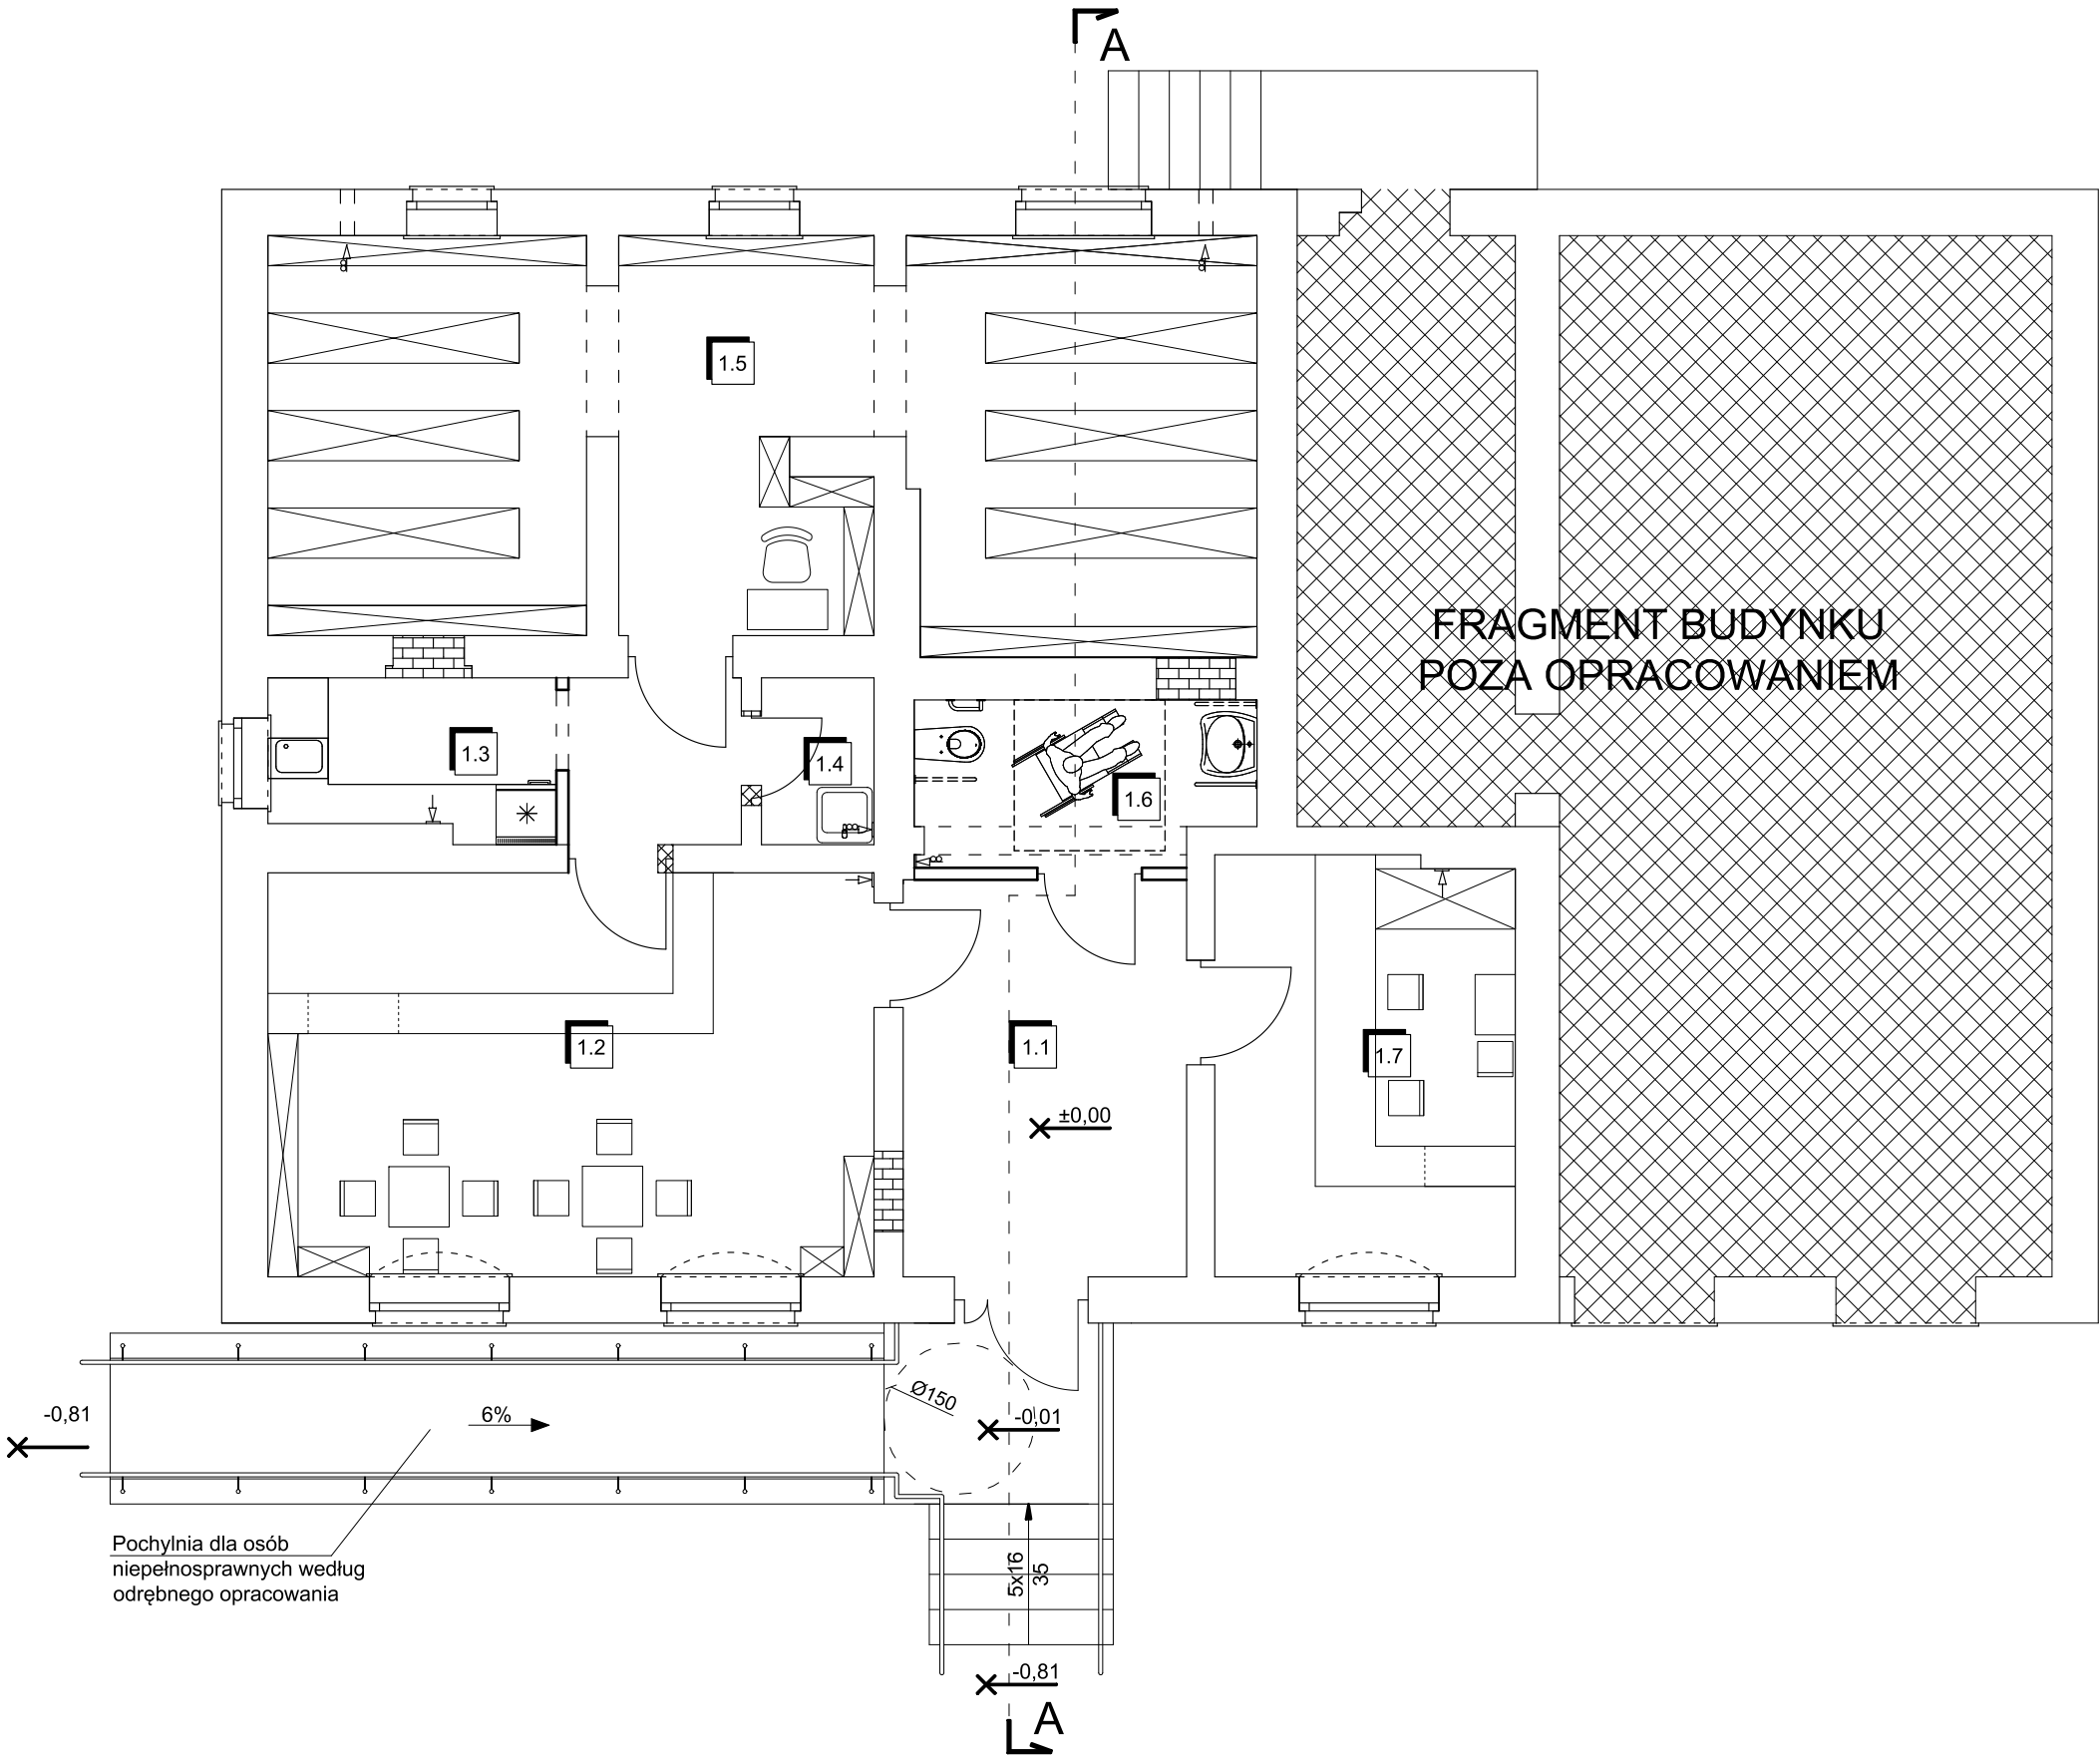 A
1.5
FRAGMENT BUDYNKU
POZA OPRACOWANIEM
1.3
1.4
1.6
1.2
1.1
1.7
±0,00
Ø150
-0,81
6%
-0,01
Pochylnia dla osób
niepełnosprawnych według
odrębnego opracowania
5x16
35
-0,81
A